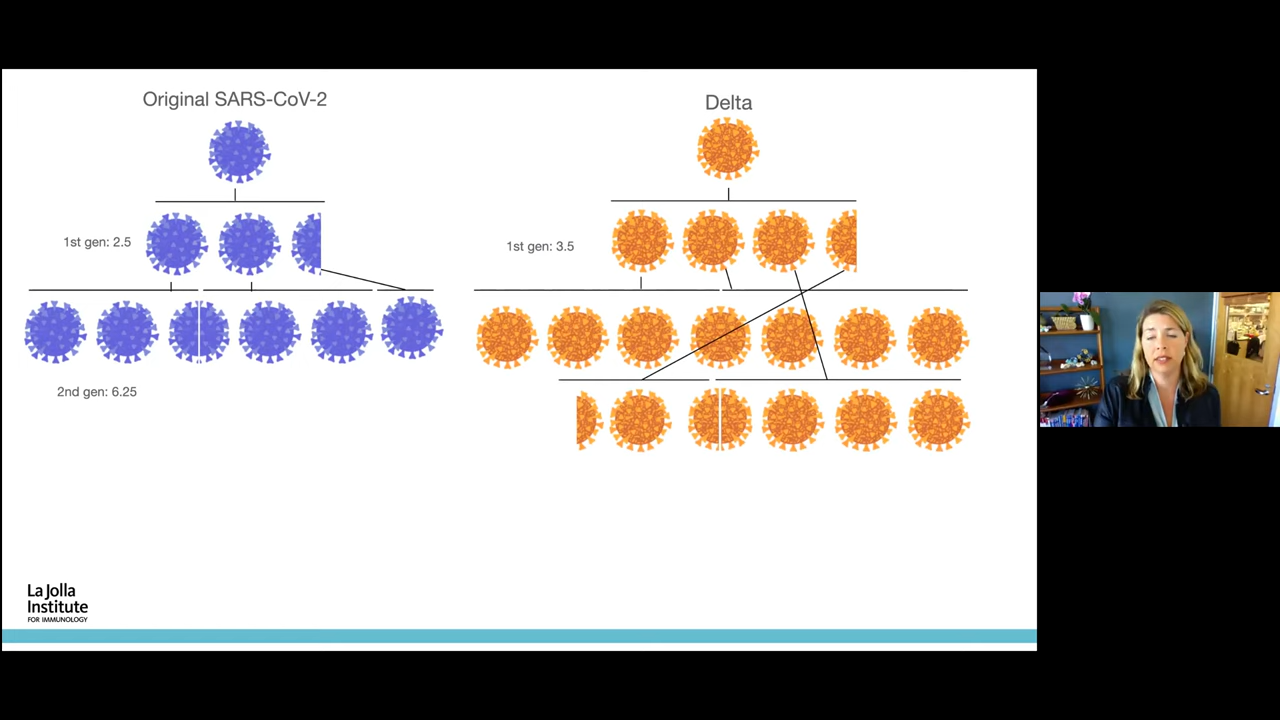 Original SARS-CoV-2
Delta
1st gen: 2.5
1st gen: 3.5
2nd gen: 6.25
La Jolla
Institute
FOR IMMUNOLOGY